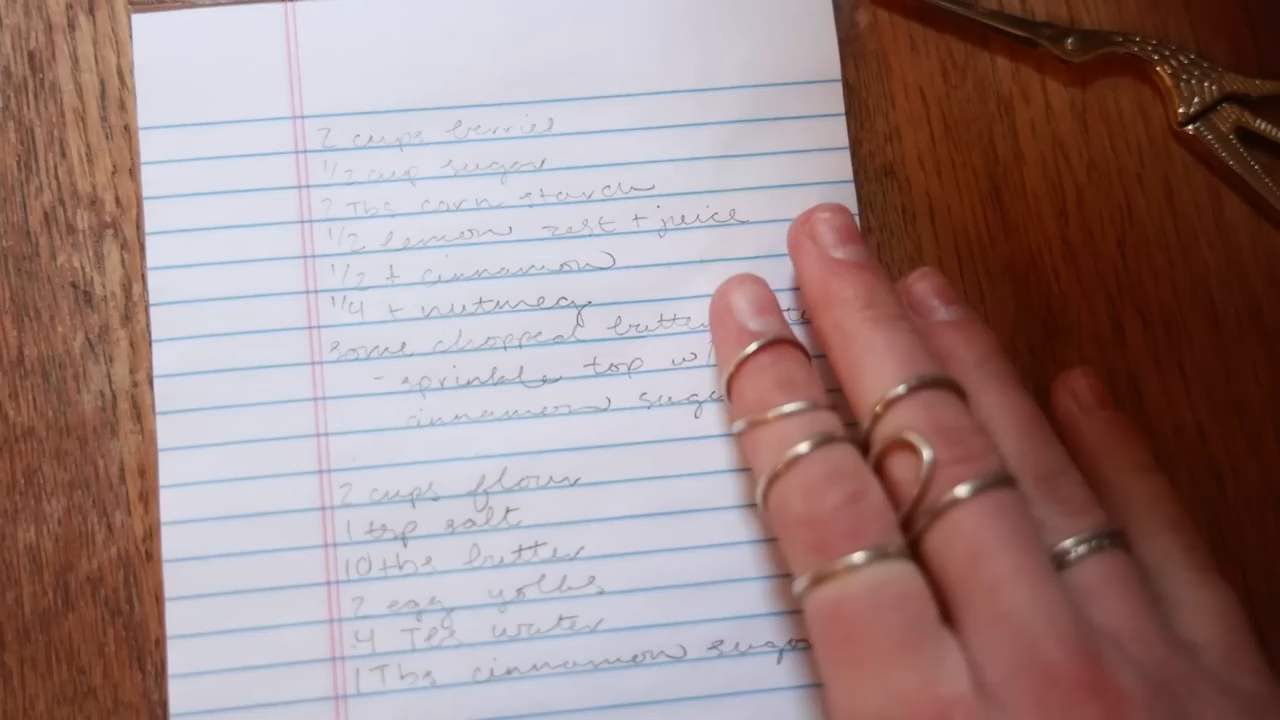 2 cups berries
1/2 cup sugar
2 Tbs corn starch
1/2 lemon zest + juice
1/2 t cinnamon
1/4 t nutmeg
some chopped butter
- sprinkle top w/
cinnamon suga
2 cups flour
1 tsp salt
10 tbs butter
2 egg yolks
4 Tbs water
1 Tbs cinnamon sugar